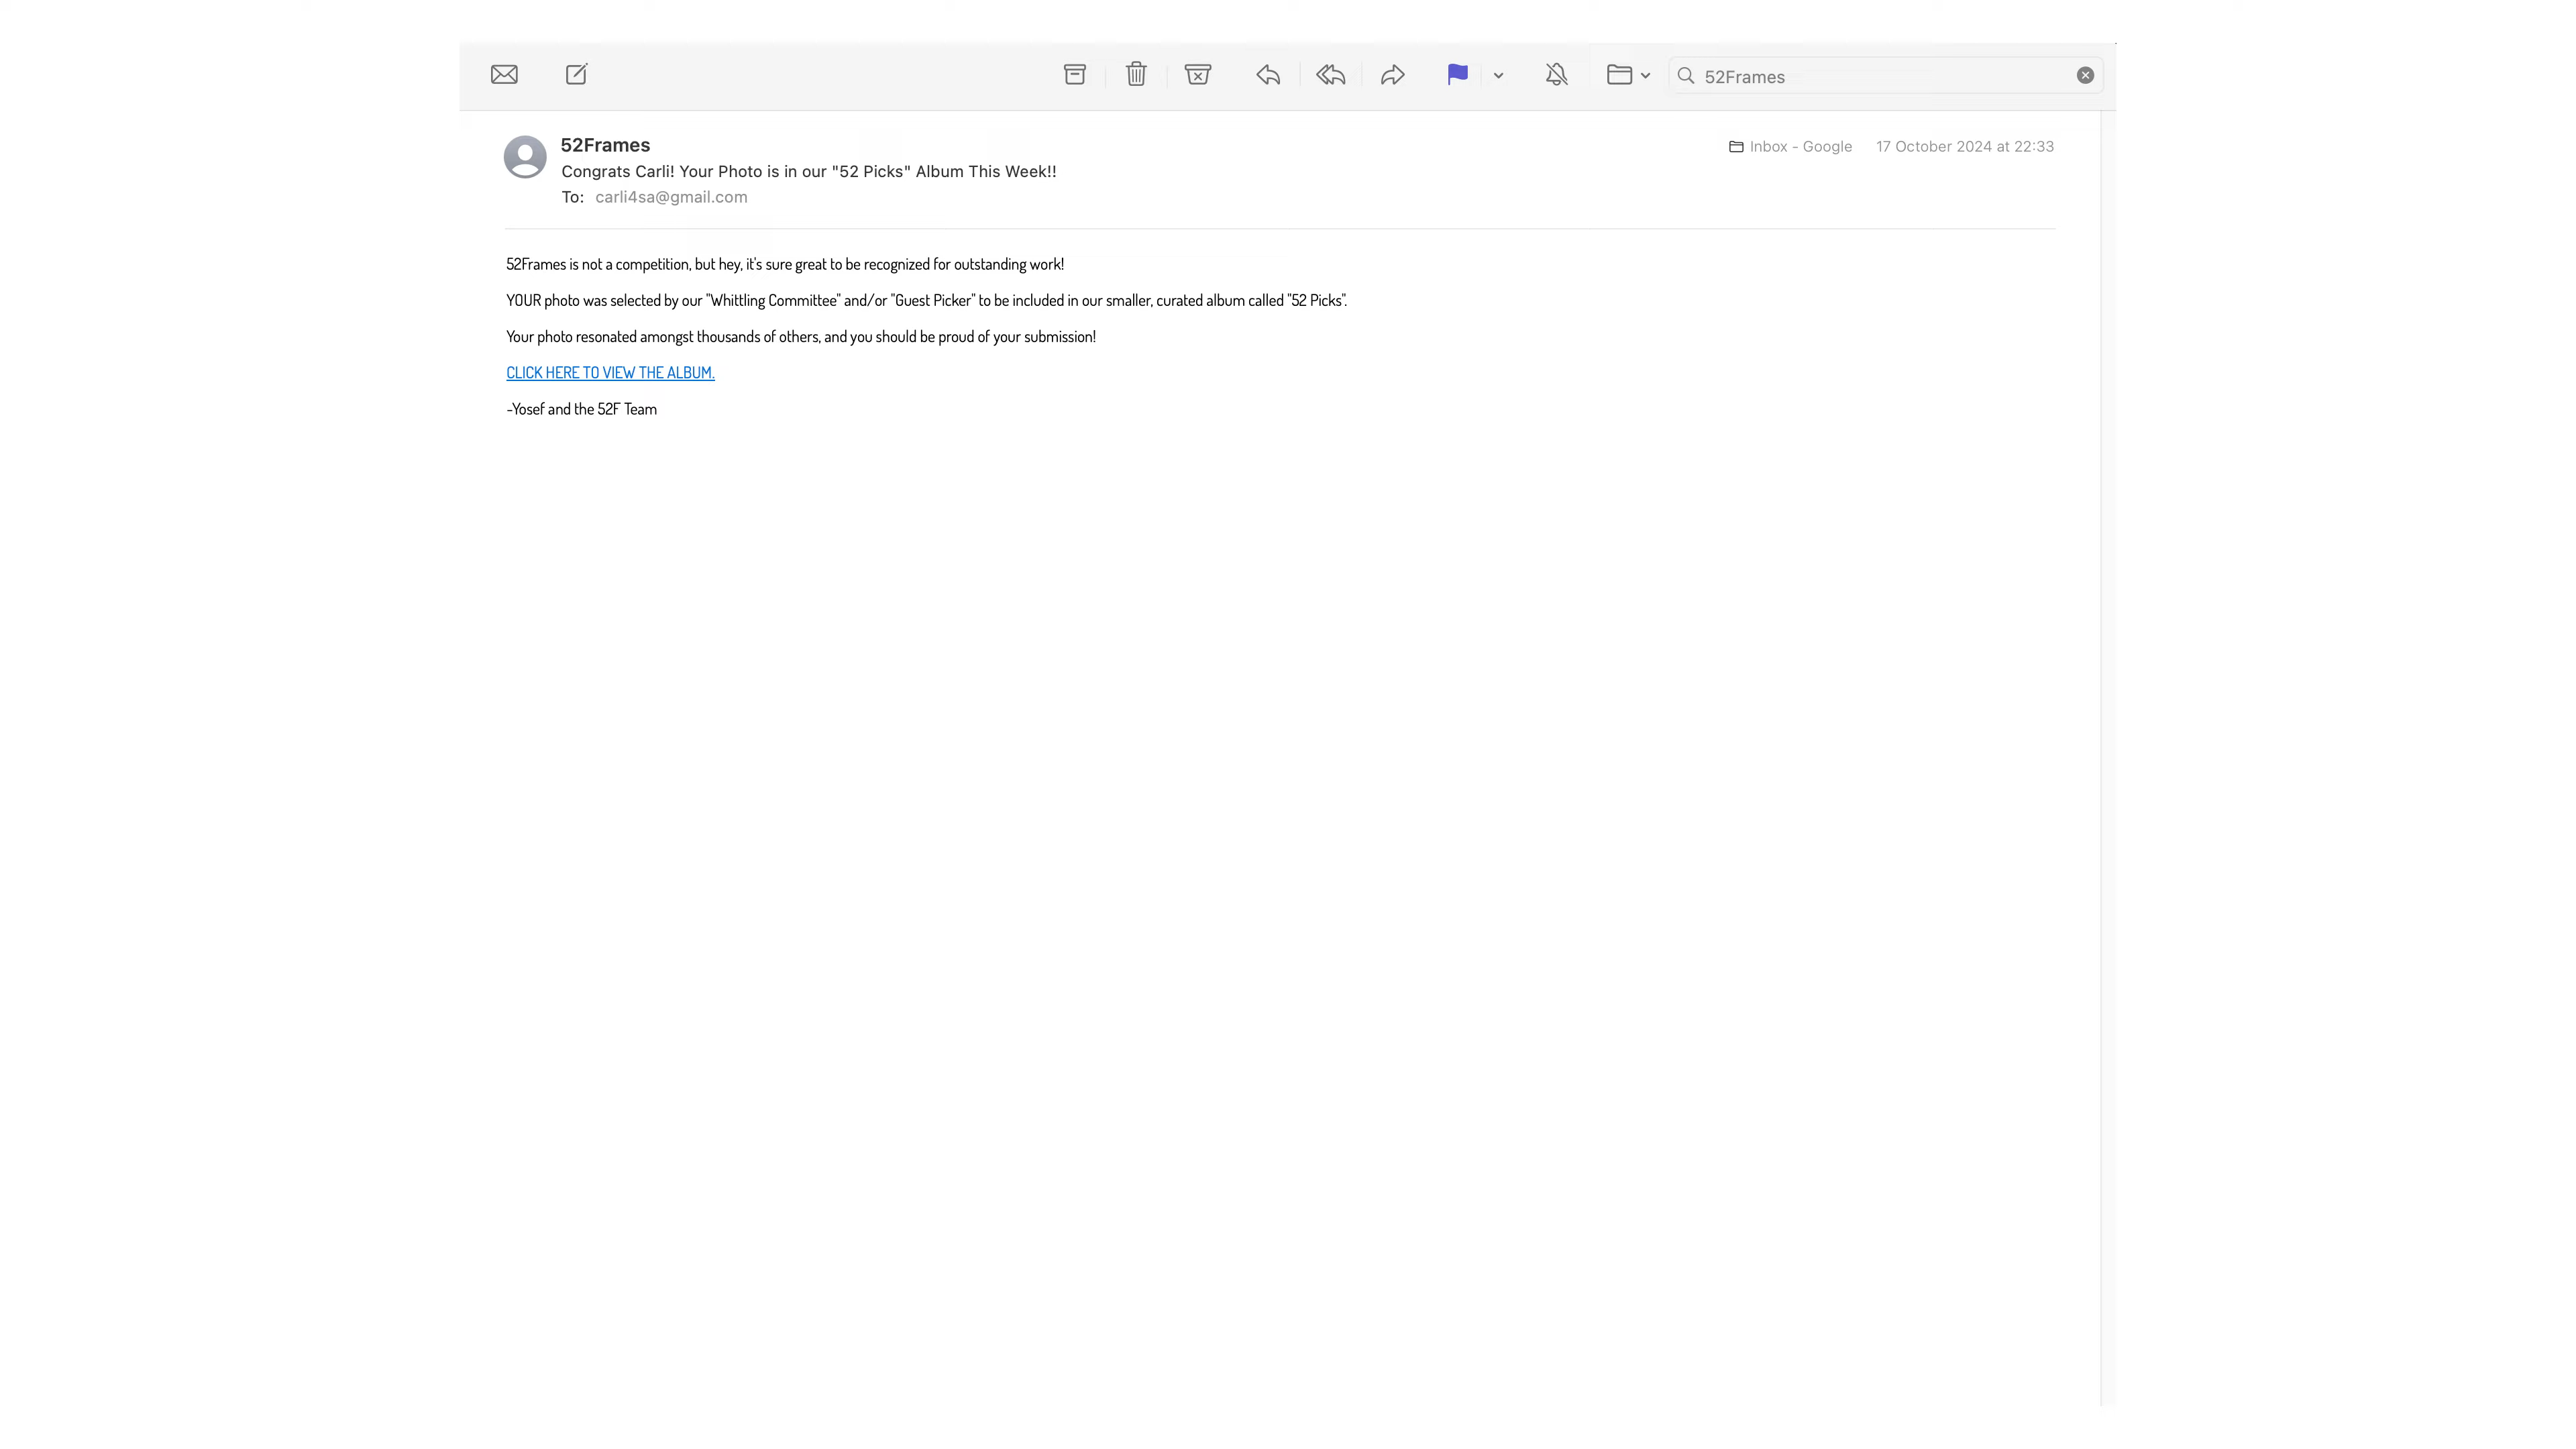 52Frames
52Frames
Inbox - Google 17 October 2024 at 22:33
Congrats Carli! Your Photo is in our "52 Picks" Album This Week!!
To: carli4sa@gmail.com
52Frames is not a competition, but hey, it's sure great to be recognized for outstanding work!
YOUR photo was selected by our "Whittling Committee" and/or "Guest Picker" to be included in our smaller, curated album called "52 Picks".
Your photo resonated amongst thousands of others, and you should be proud of your submission!
CLICK HERE TO VIEW THE ALBUM.
-Yosef and the 52F Team